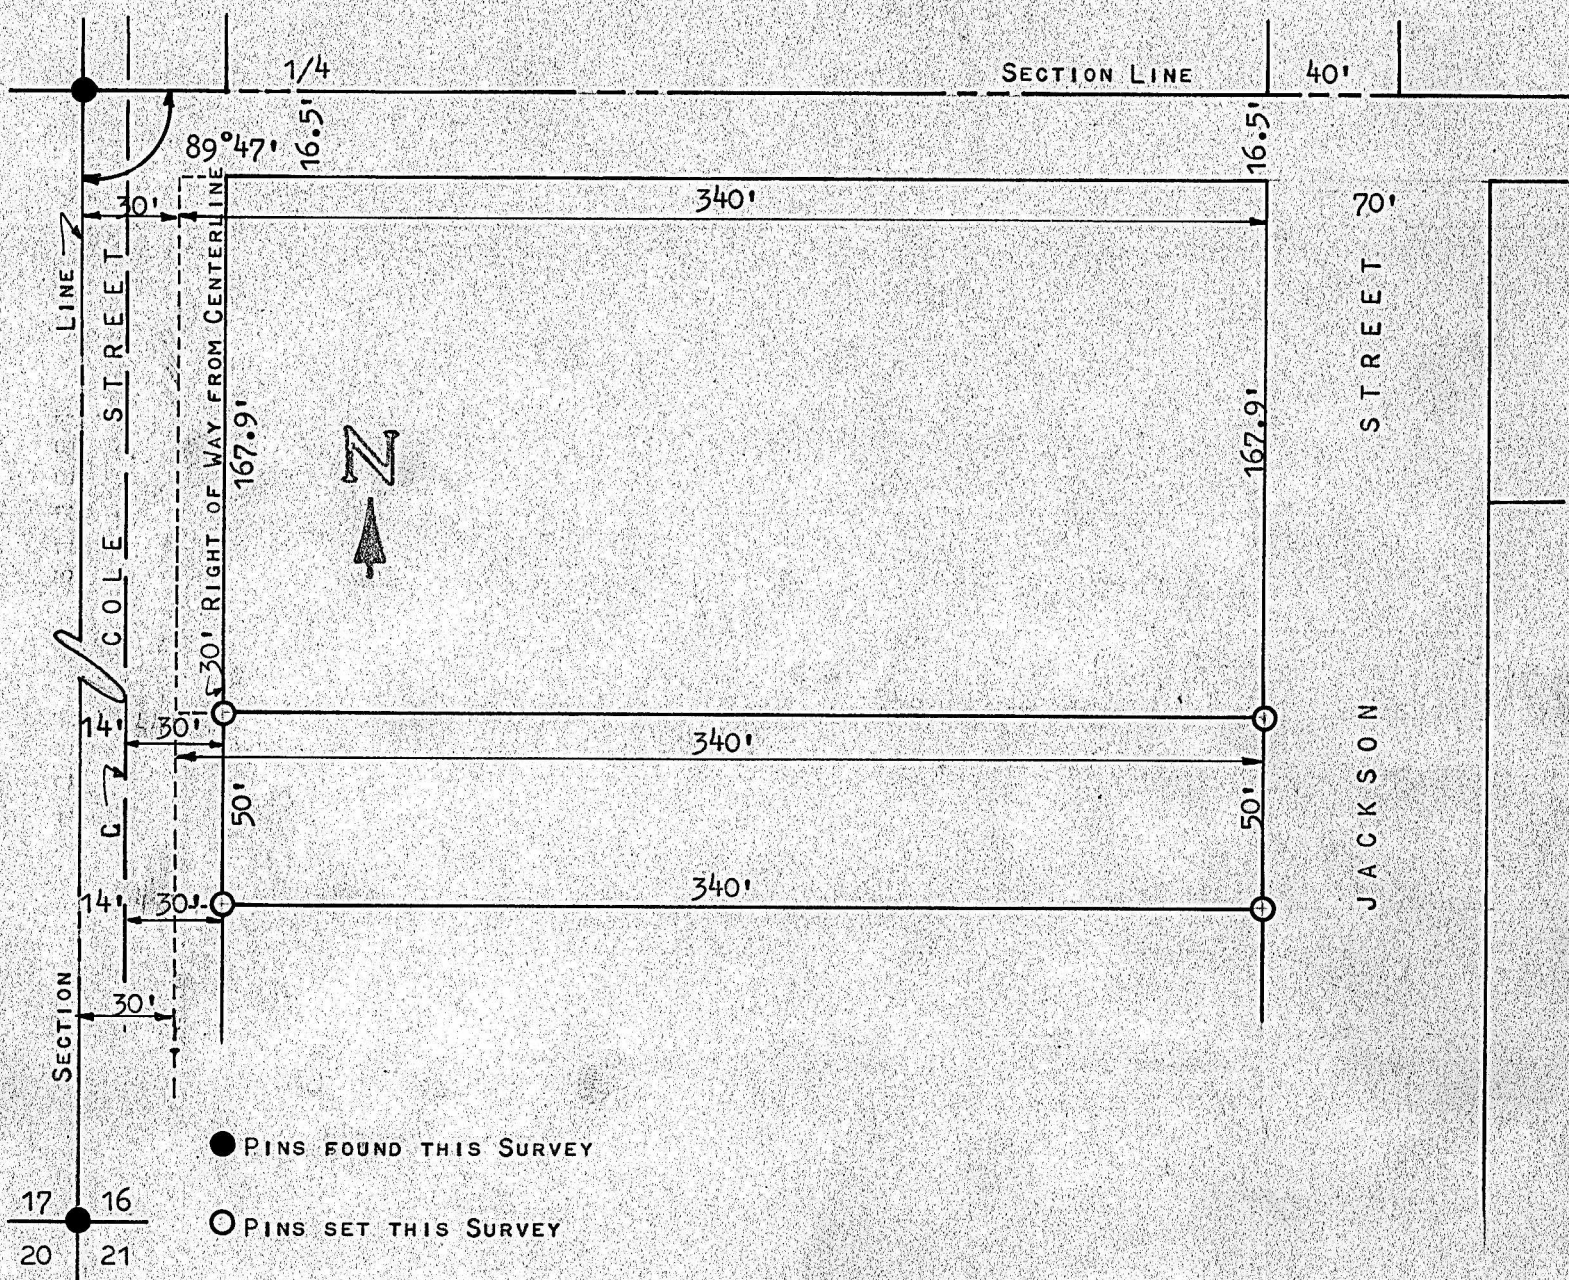 1/4
SECTION LINE
40'
16.5'
16.5'
89°47'
30'
340'
70'
LINE
COLE STREET
30' RIGHT OF WAY FROM CENTERLINE
167.9'
N
167.9'
JACKSON STREET
14'
30'
340'
50'
50'
14'
30'
340'
30'
SECTION
PINS FOUND THIS SURVEY
17 16
PINS SET THIS SURVEY
20 21